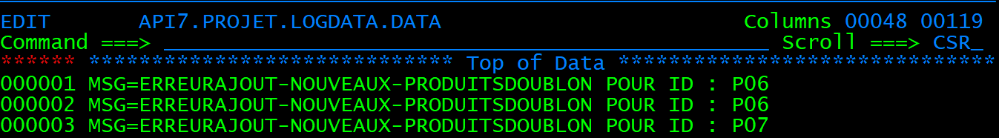 EDIT       API7.PROJET.LOGDATA.DATA                        Columns 00048 00119
Command ===> ________________________________________________ Scroll ===> CSR_
****** ***************************** Top of Data ******************************
000001 MSG=ERREURAJOUT-NOUVEAUX-PRODUITSDOUBLON POUR ID : P06
000002 MSG=ERREURAJOUT-NOUVEAUX-PRODUITSDOUBLON POUR ID : P06
000003 MSG=ERREURAJOUT-NOUVEAUX-PRODUITSDOUBLON POUR ID : P07